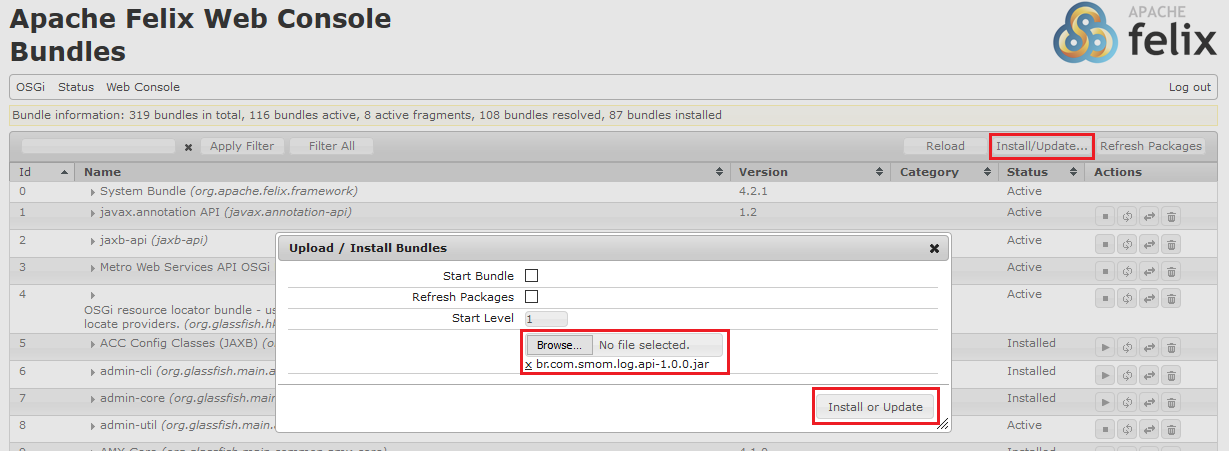 Apache Felix Web Console
Bundles
APACHE
felix
OSGi Status Web Console Log out
Bundle information: 319 bundles in total, 116 bundles active, 8 active fragments, 108 bundles resolved, 87 bundles installed
Apply Filter Filter All Reload Install/Update... Refresh Packages
Id Name Version Category Status Actions
0 System Bundle (org.apache.felix.framework) 4.2.1 Active
1 javax.annotation API (javax.annotation-api) 1.2 Active
2 jaxb-api (jaxb-api) Active
3 Metro Web Services API OSGi Active
4 Active
OSGi resource locator bundle - us
locate providers. (org.glassfish.hk
5 ACC Config Classes (JAXB) (o Installed
6 admin-cli (org.glassfish.main.a Installed
7 admin-core (org.glassfish.main Installed
8 admin-util (org.glassfish.main.a Active
Upload / Install Bundles
Start Bundle
Refresh Packages
Start Level 1
Browse... No file selected.
x br.com.smom.log.api-1.0.0.jar
Install or Update